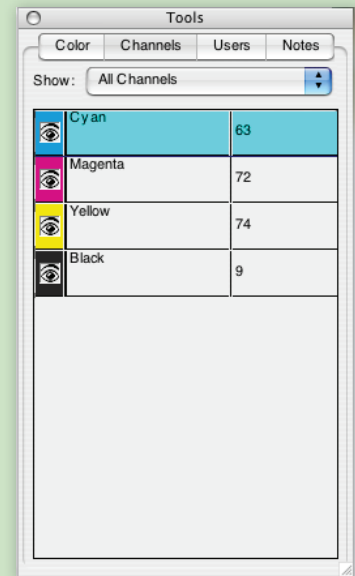 Tools
Color Channels Users Notes
Show: All Channels
Cyan 63
Magenta 72
Yellow 74
Black 9